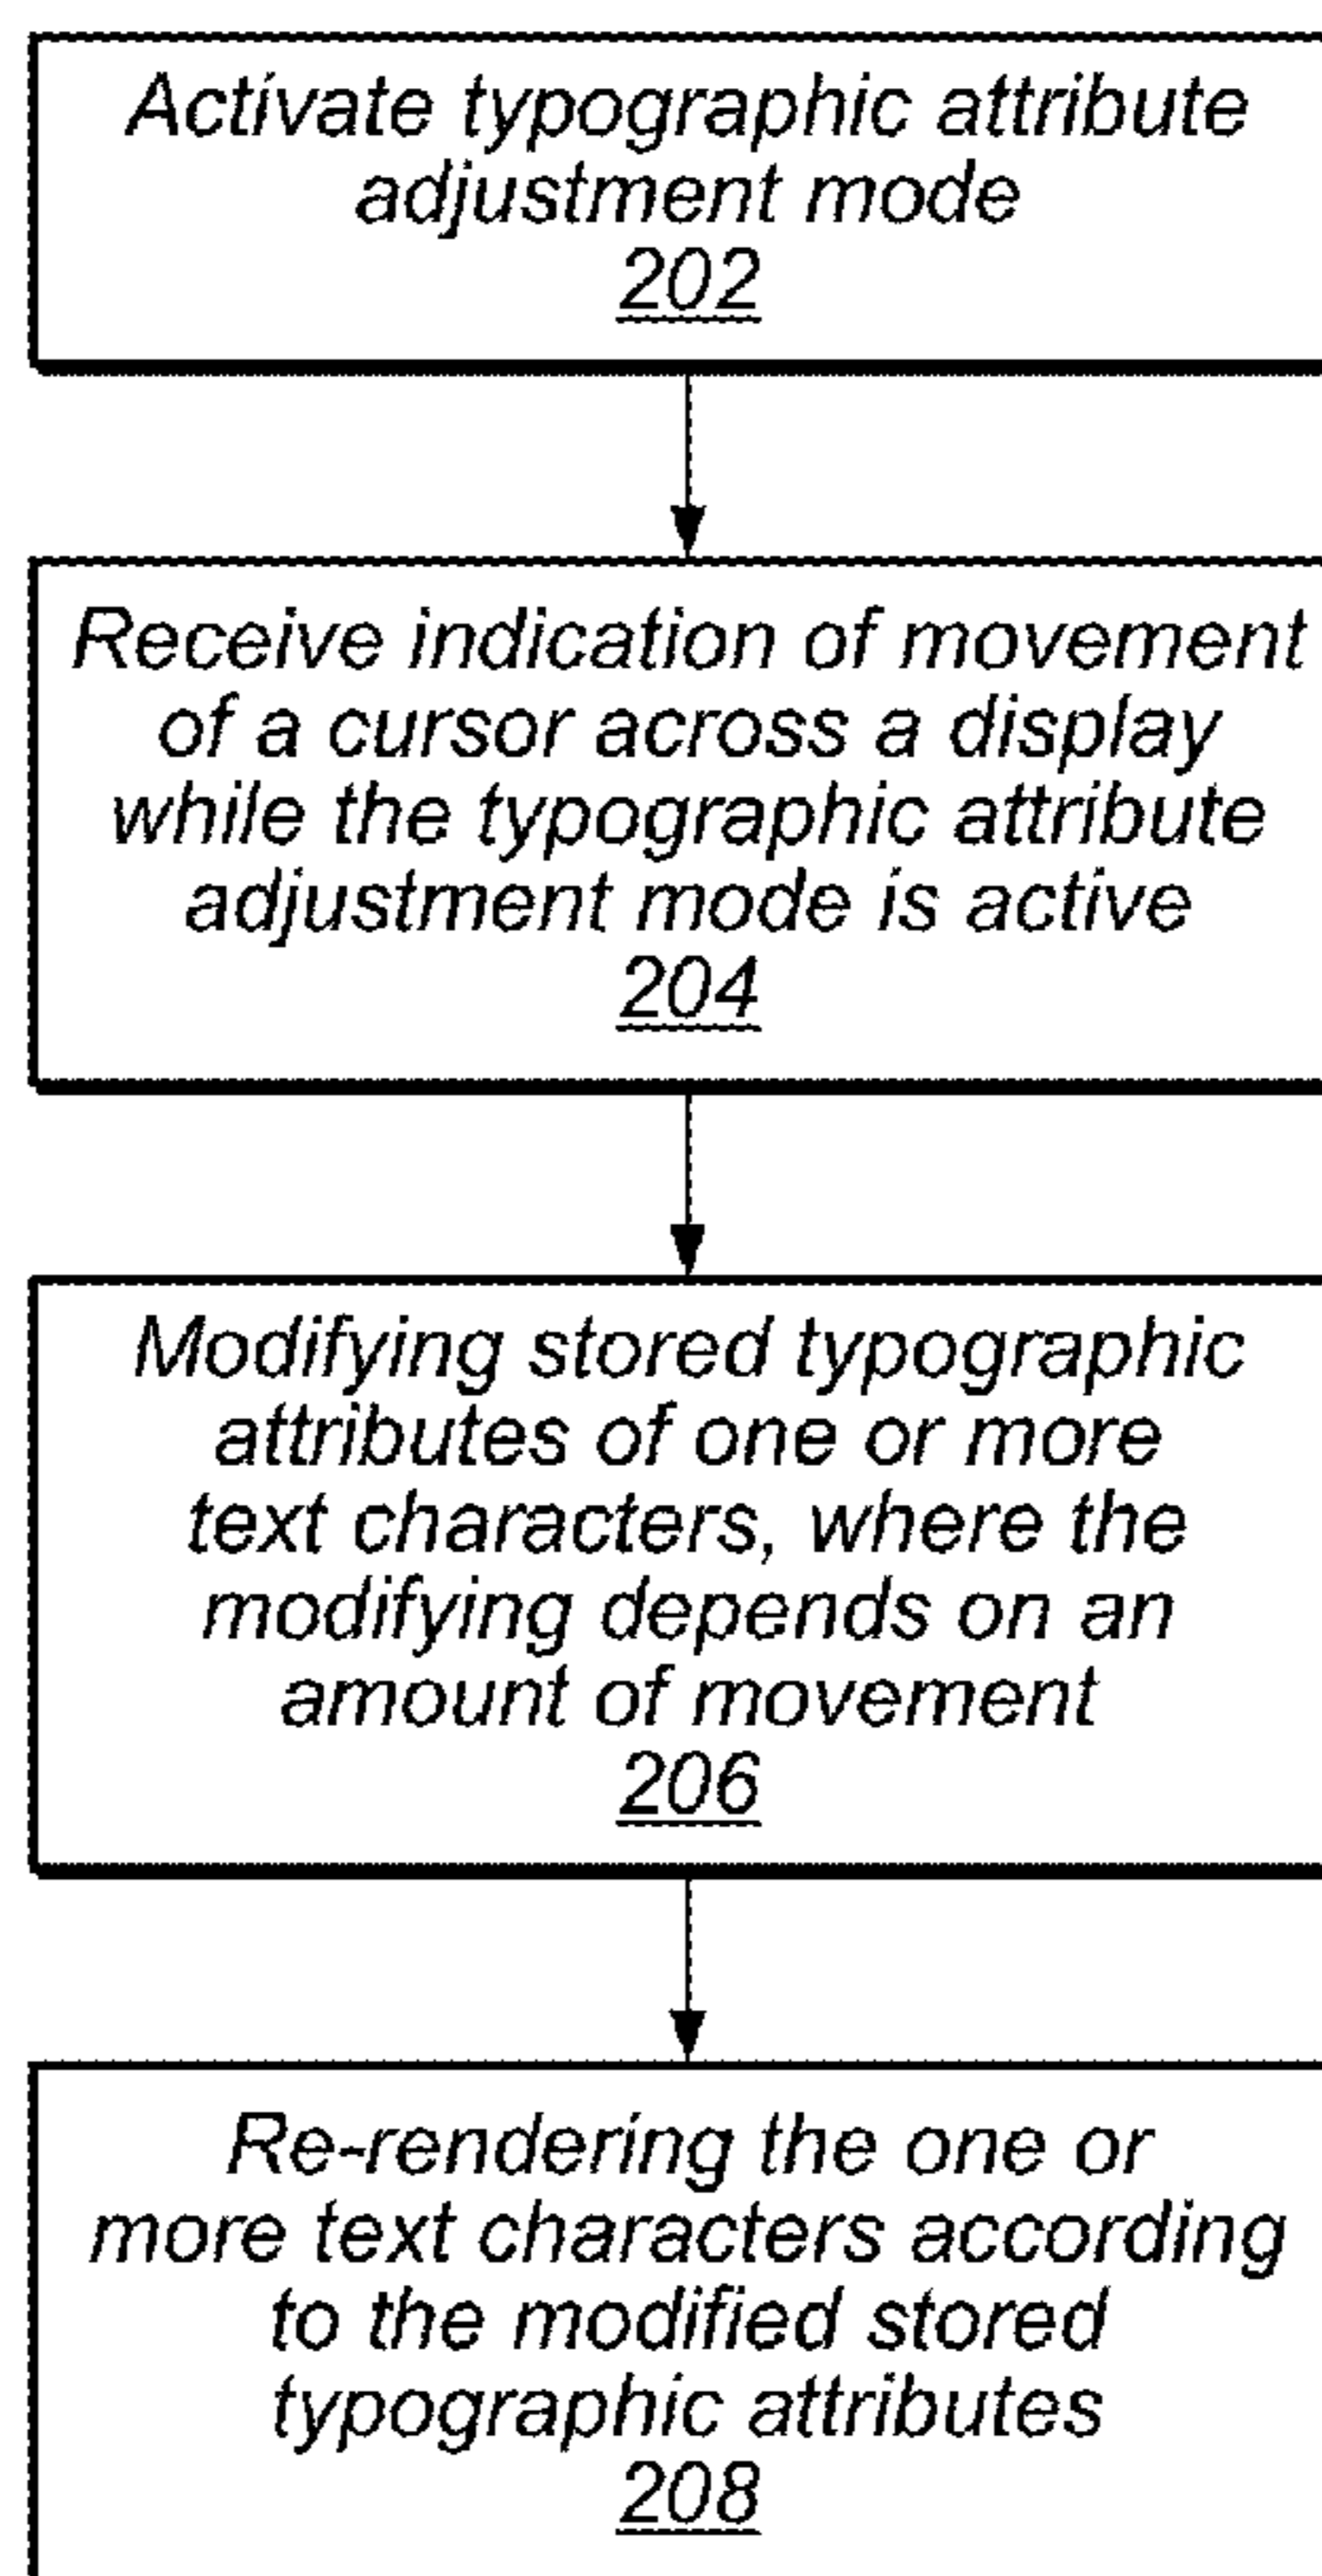 Activate typographic attribute
adjustment mode
202
Receive indication of movement
of a cursor across a display
while the typographic attribute
adjustment mode is active
204
Modifying stored typographic
attributes of one or more
text characters, where the
modifying depends on an
amount of movement
206
Re-rendering the one or
more text characters according
to the modified stored
typographic attributes
208